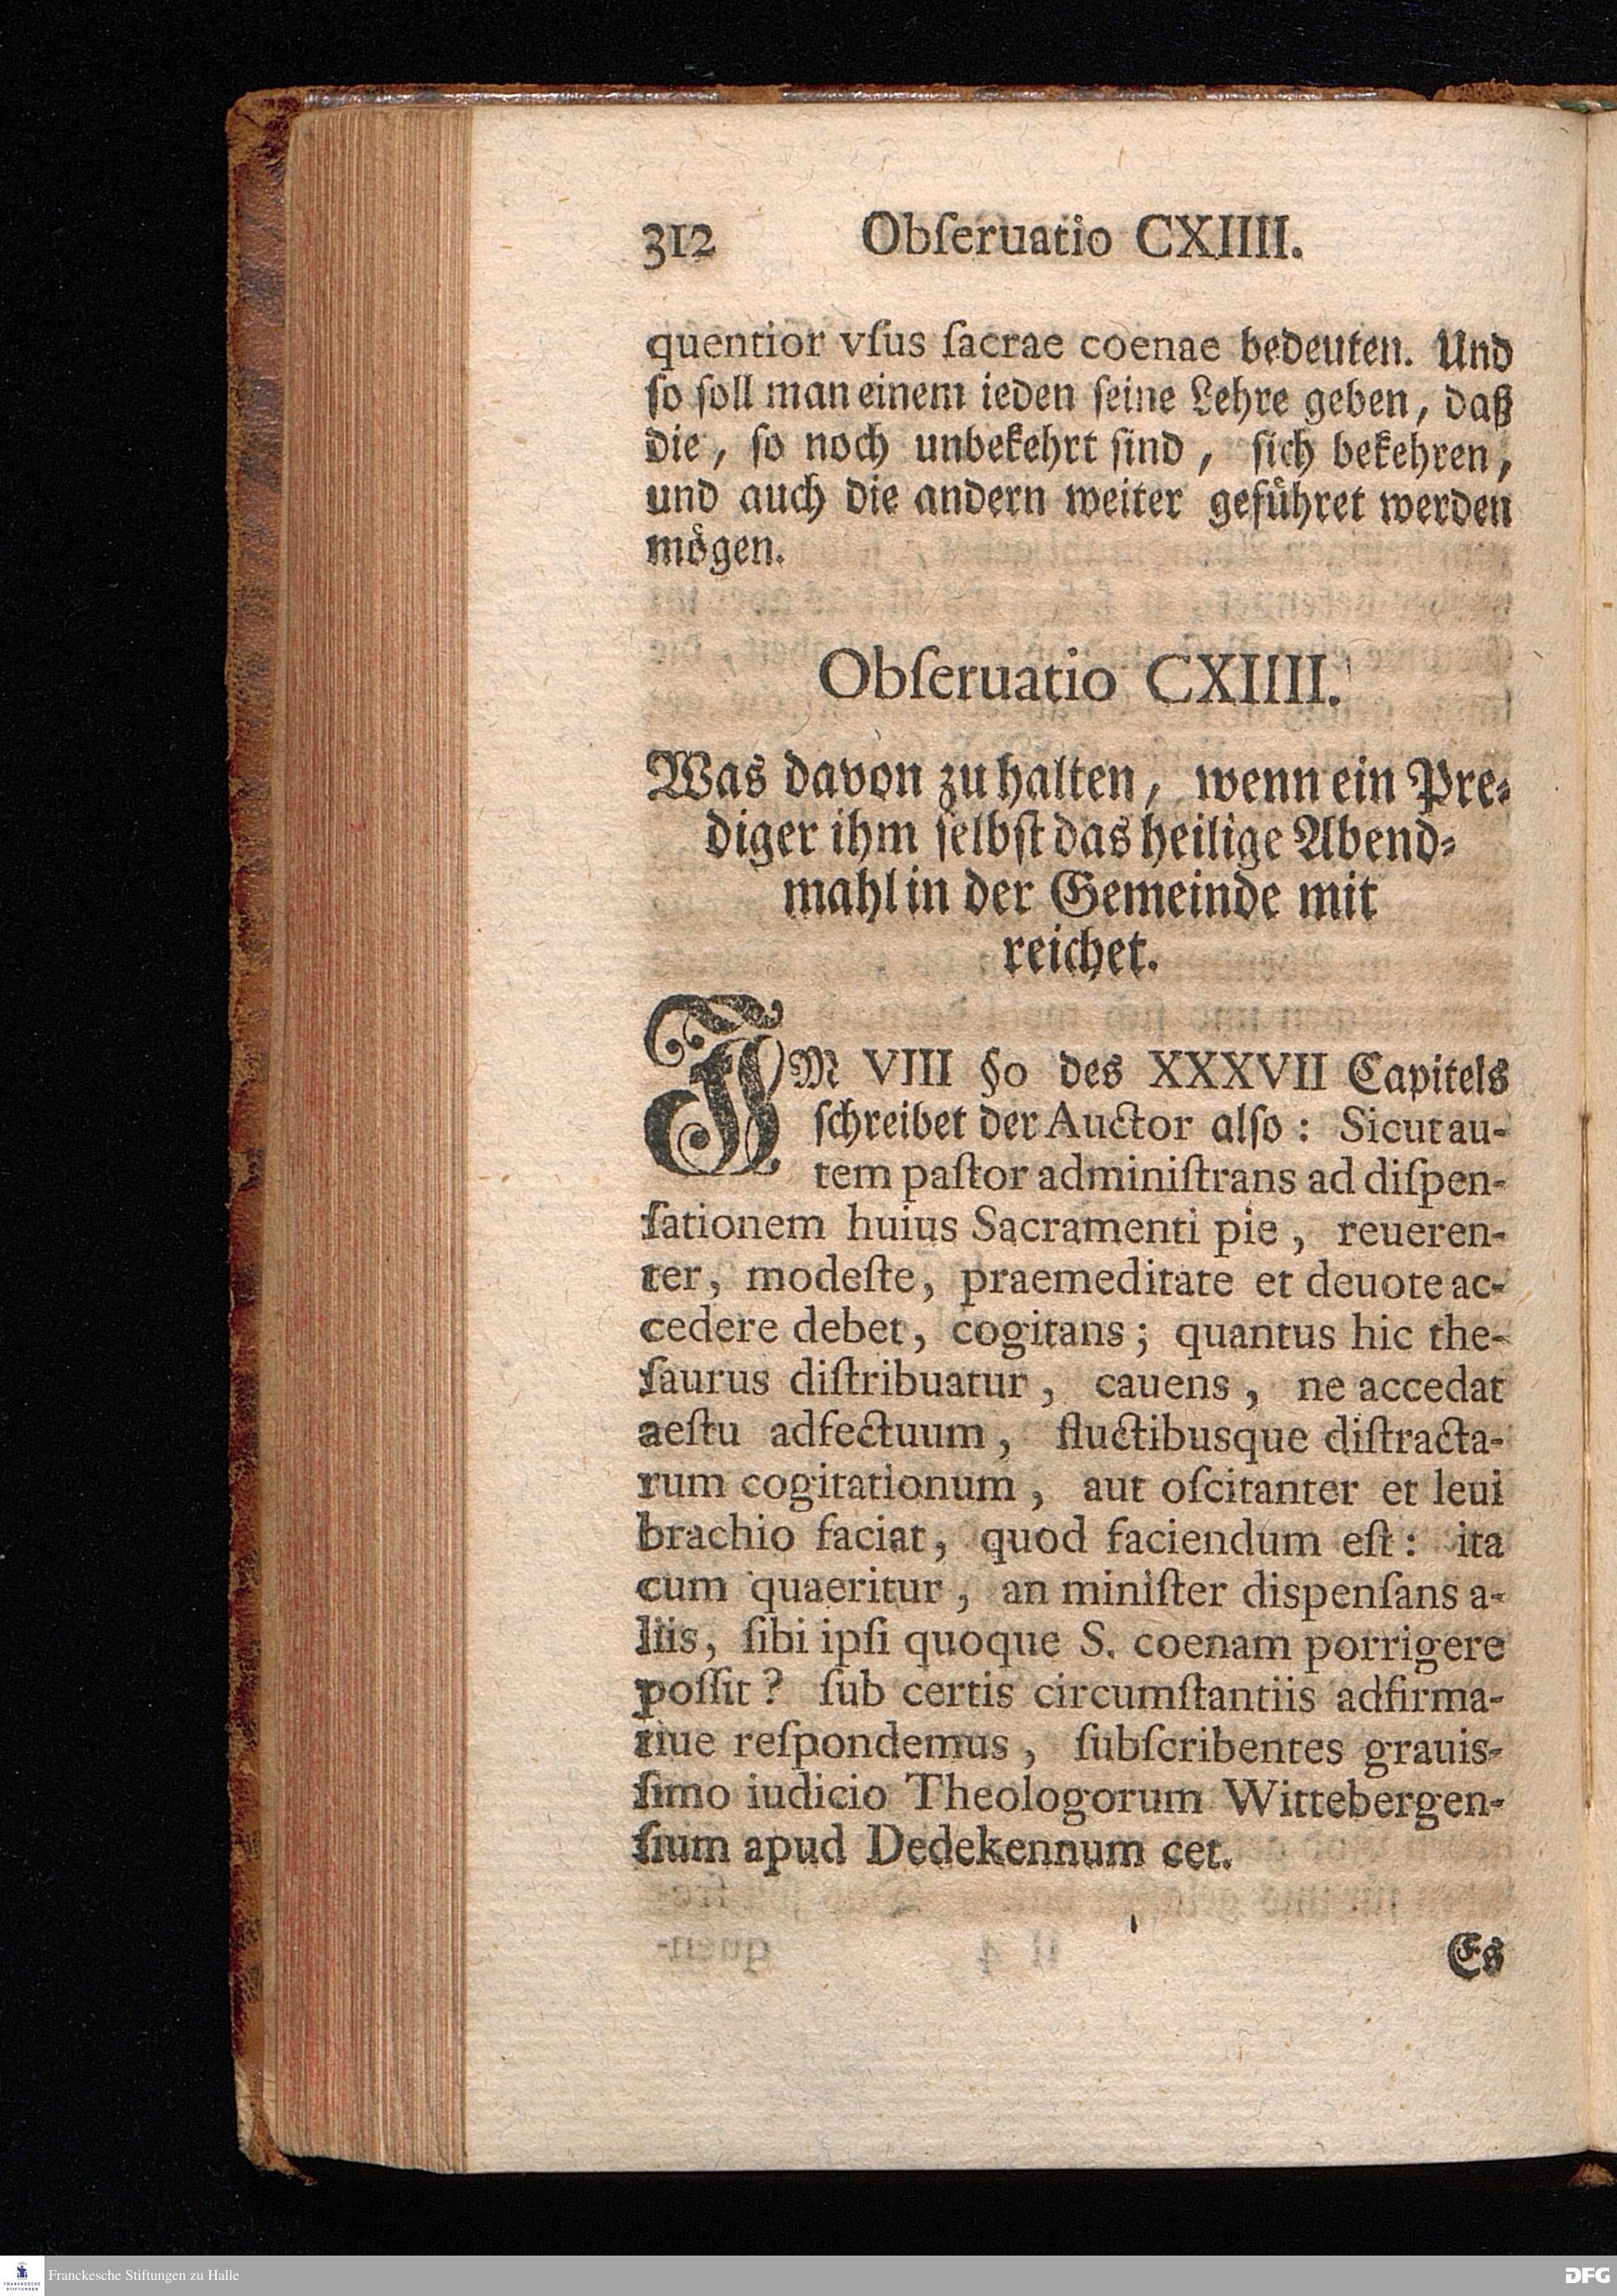 312 Obſeruatio CXIIII.
quentior vſus ſacrae coenae bedeuten. Und
ſo ſoll man einem ieden ſeine Lehre geben, daß
die, ſo noch unbekehrt ſind, ſich bekehren,
und auch die andern weiter gefuͤhret werden
moͤgen.
Obſeruatio CXIIII.
Was davon zu halten, wenn ein Pre⸗
diger ihm ſelbſt das heilige Abend⸗
mahl in der Gemeinde mit
reichet.
IM VIII §o des XXXVII Capitels
ſchreibet der Auctor alſo: Sicut au-
tem paſtor adminiſtrans ad diſpen-
ſationem huius Sacramenti pie, reueren-
ter, modeſte, praemeditate et deuote ac-
cedere debet, cogitans; quantus hic the-
ſaurus diſtribuatur, cauens, ne accedat
aeſtu adfectuum, fluctibusque diſtracta-
rum cogitationum, aut oſcitanter et leui
brachio faciat, quod faciendum eſt: ita
cum quaeritur, an miniſter dispenſans a-
liis, ſibi ipſi quoque S. coenam porrigere
poſſit? ſub certis circumſtantiis adfirma-
tiue reſpondemus, ſubſcribentes grauis-
ſimo iudicio Theologorum Wittebergen-
ſium apud Dedekennum cet.
Es
Franckesche Stiftungen zu Halle
FRANCKESCHE STIFTUNGEN
DFG